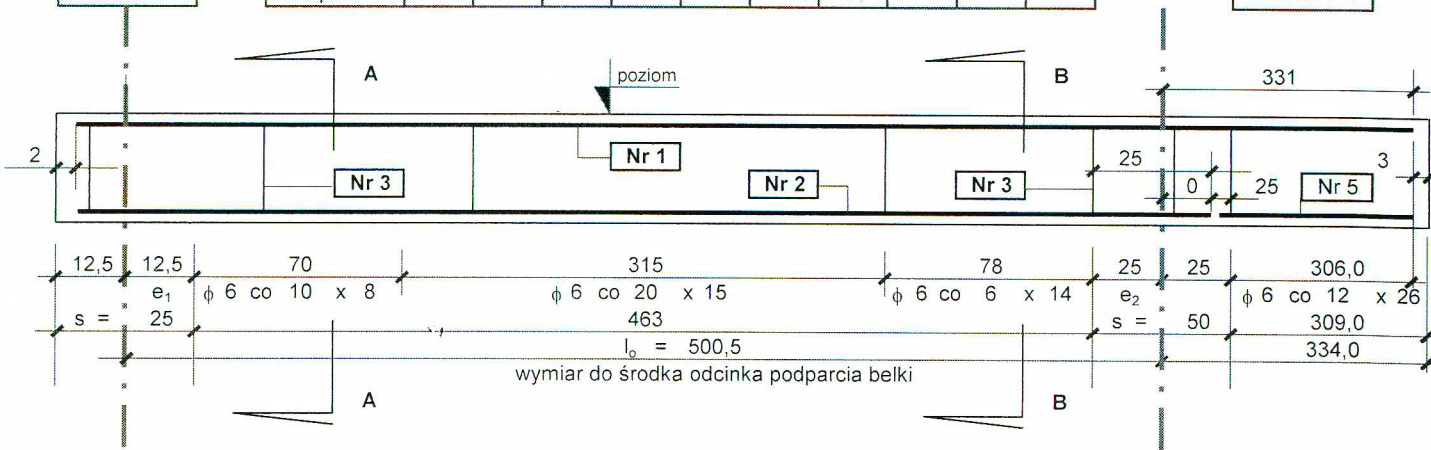 A
poziom
B
331
2
Nr 1
25
3
Nr 3
Nr 2
Nr 3
0
25
Nr 5
12,5 12,5 70 315 78 25 25 306,0
e₁ ϕ 6 co 10 x 8 ϕ 6 co 20 x 15 ϕ 6 co 6 x 14 e₂ ϕ 6 co 12 x 26
s = 25 463 s = 50 309,0
lₒ = 500,5 334,0
wymiar do środka odcinka podparcia belki
A
B